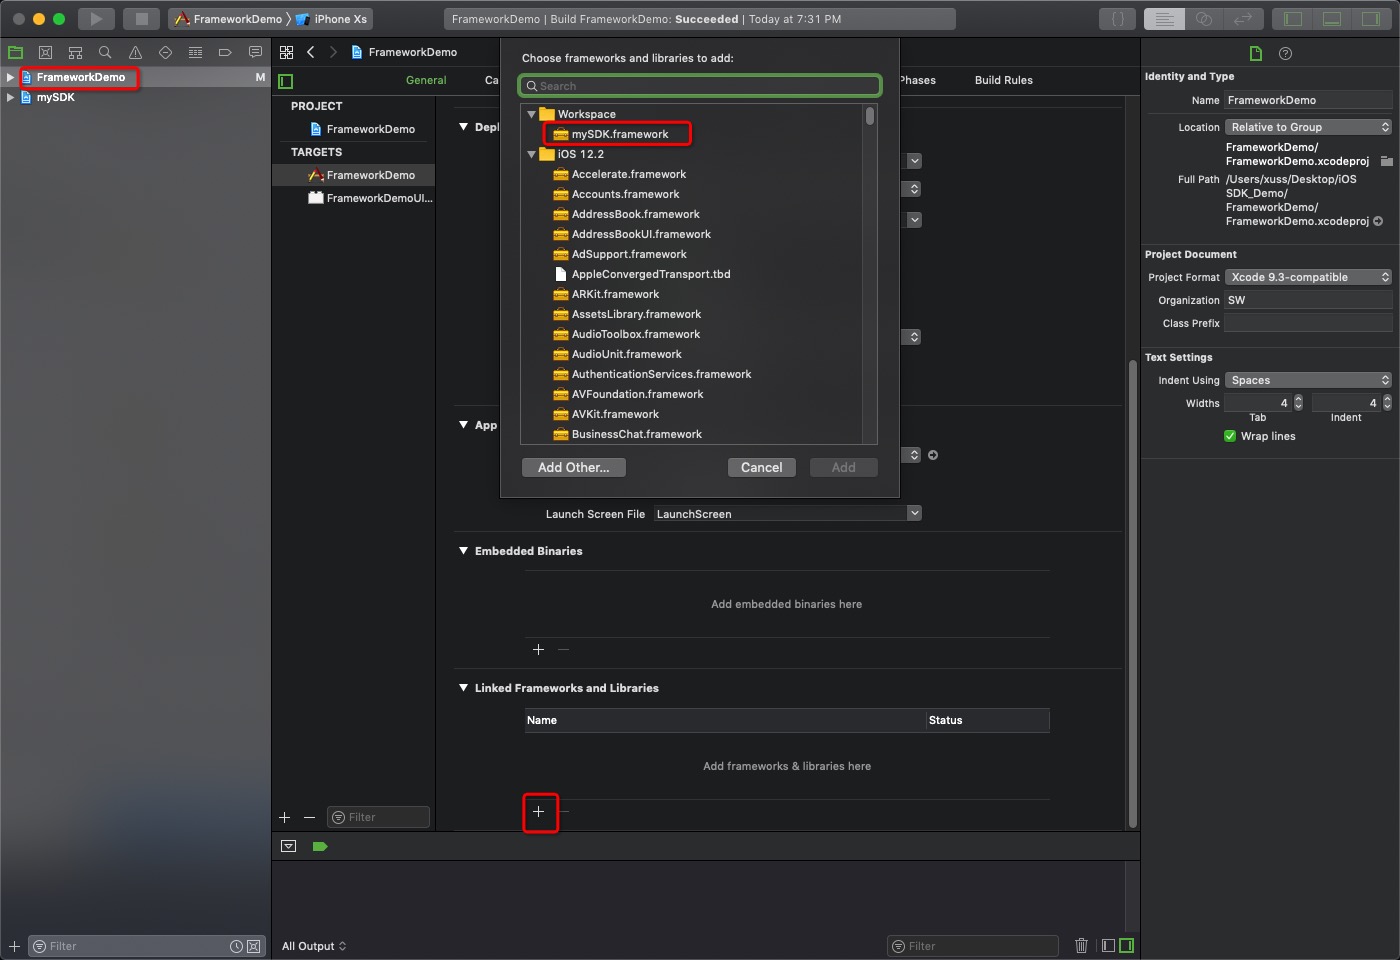 FrameworkDemo
iPhone Xs
FrameworkDemo | Build FrameworkDemo: Succeeded | Today at 7:31 PM
FrameworkDemo
M
mySDK
Filter
FrameworkDemo
General
Ca
Phases
Build Rules
PROJECT
FrameworkDemo
TARGETS
FrameworkDemo
FrameworkDemoUI...
Filter
Choose frameworks and libraries to add:
Search
Workspace
mySDK.framework
iOS 12.2
Accelerate.framework
Accounts.framework
AddressBook.framework
AddressBookUI.framework
AdSupport.framework
AppleConvergedTransport.tbd
ARKit.framework
AssetsLibrary.framework
AudioToolbox.framework
AudioUnit.framework
AuthenticationServices.framework
AVFoundation.framework
AVKit.framework
BusinessChat.framework
Add Other...
Cancel
Add
Depl
App
Launch Screen File
LaunchScreen
Embedded Binaries
Add embedded binaries here
Linked Frameworks and Libraries
Name
Status
Add frameworks & libraries here
All Output
Filter
Identity and Type
Name
FrameworkDemo
Location
Relative to Group
FrameworkDemo/
FrameworkDemo.xcodeproj
Full Path
/Users/xuss/Desktop/iOS
SDK_Demo/
FrameworkDemo/
FrameworkDemo.xcodeproj
Project Document
Project Format
Xcode 9.3-compatible
Organization
SW
Class Prefix
Text Settings
Indent Using
Spaces
Widths
4
4
Tab
Indent
Wrap lines